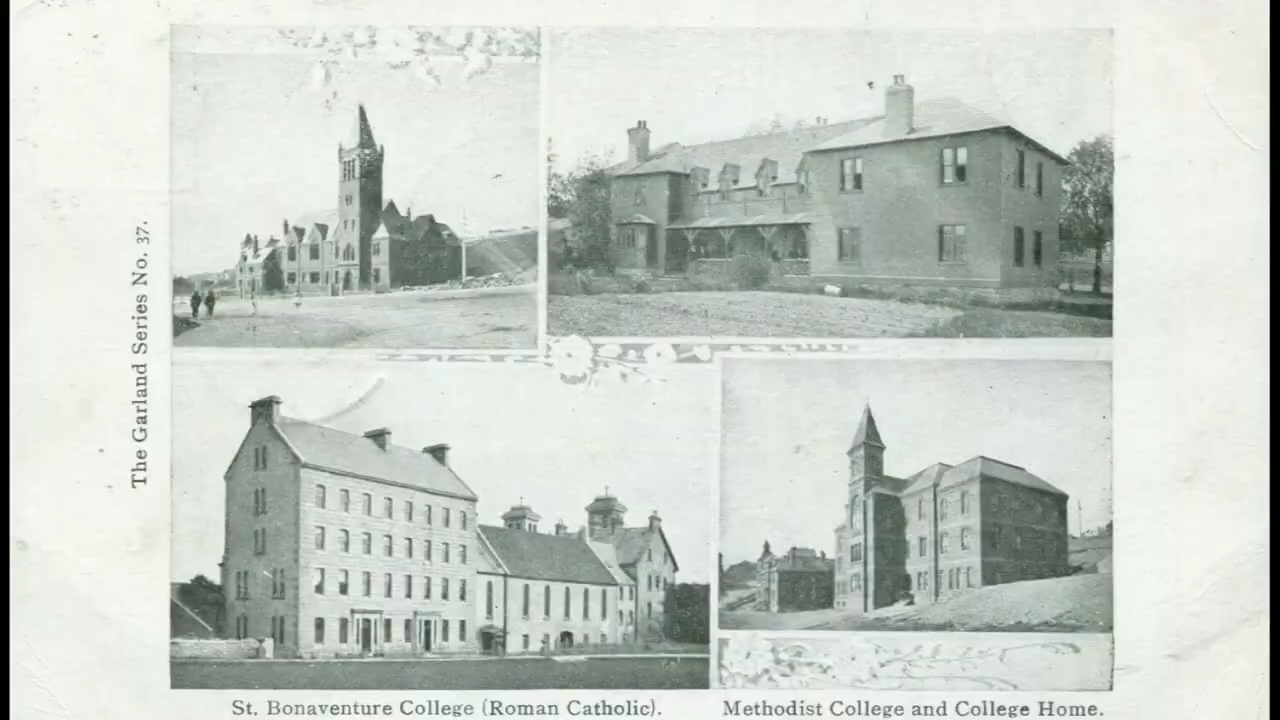 The Garland Series No. 37.
St. Bonaventure College (Roman Catholic).
Methodist College and College Home.